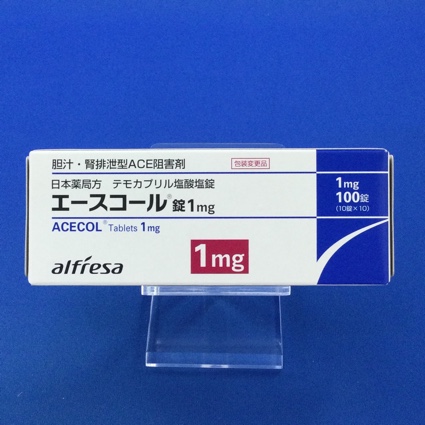 胆汁・腎排泄型ACE阻害剤
包装変更品
日本薬局方 テモカプリル塩酸塩錠
エースコール®錠1mg
ACECOL® Tablets 1mg
1mg
100錠
(10錠×10)
1mg
alfresa